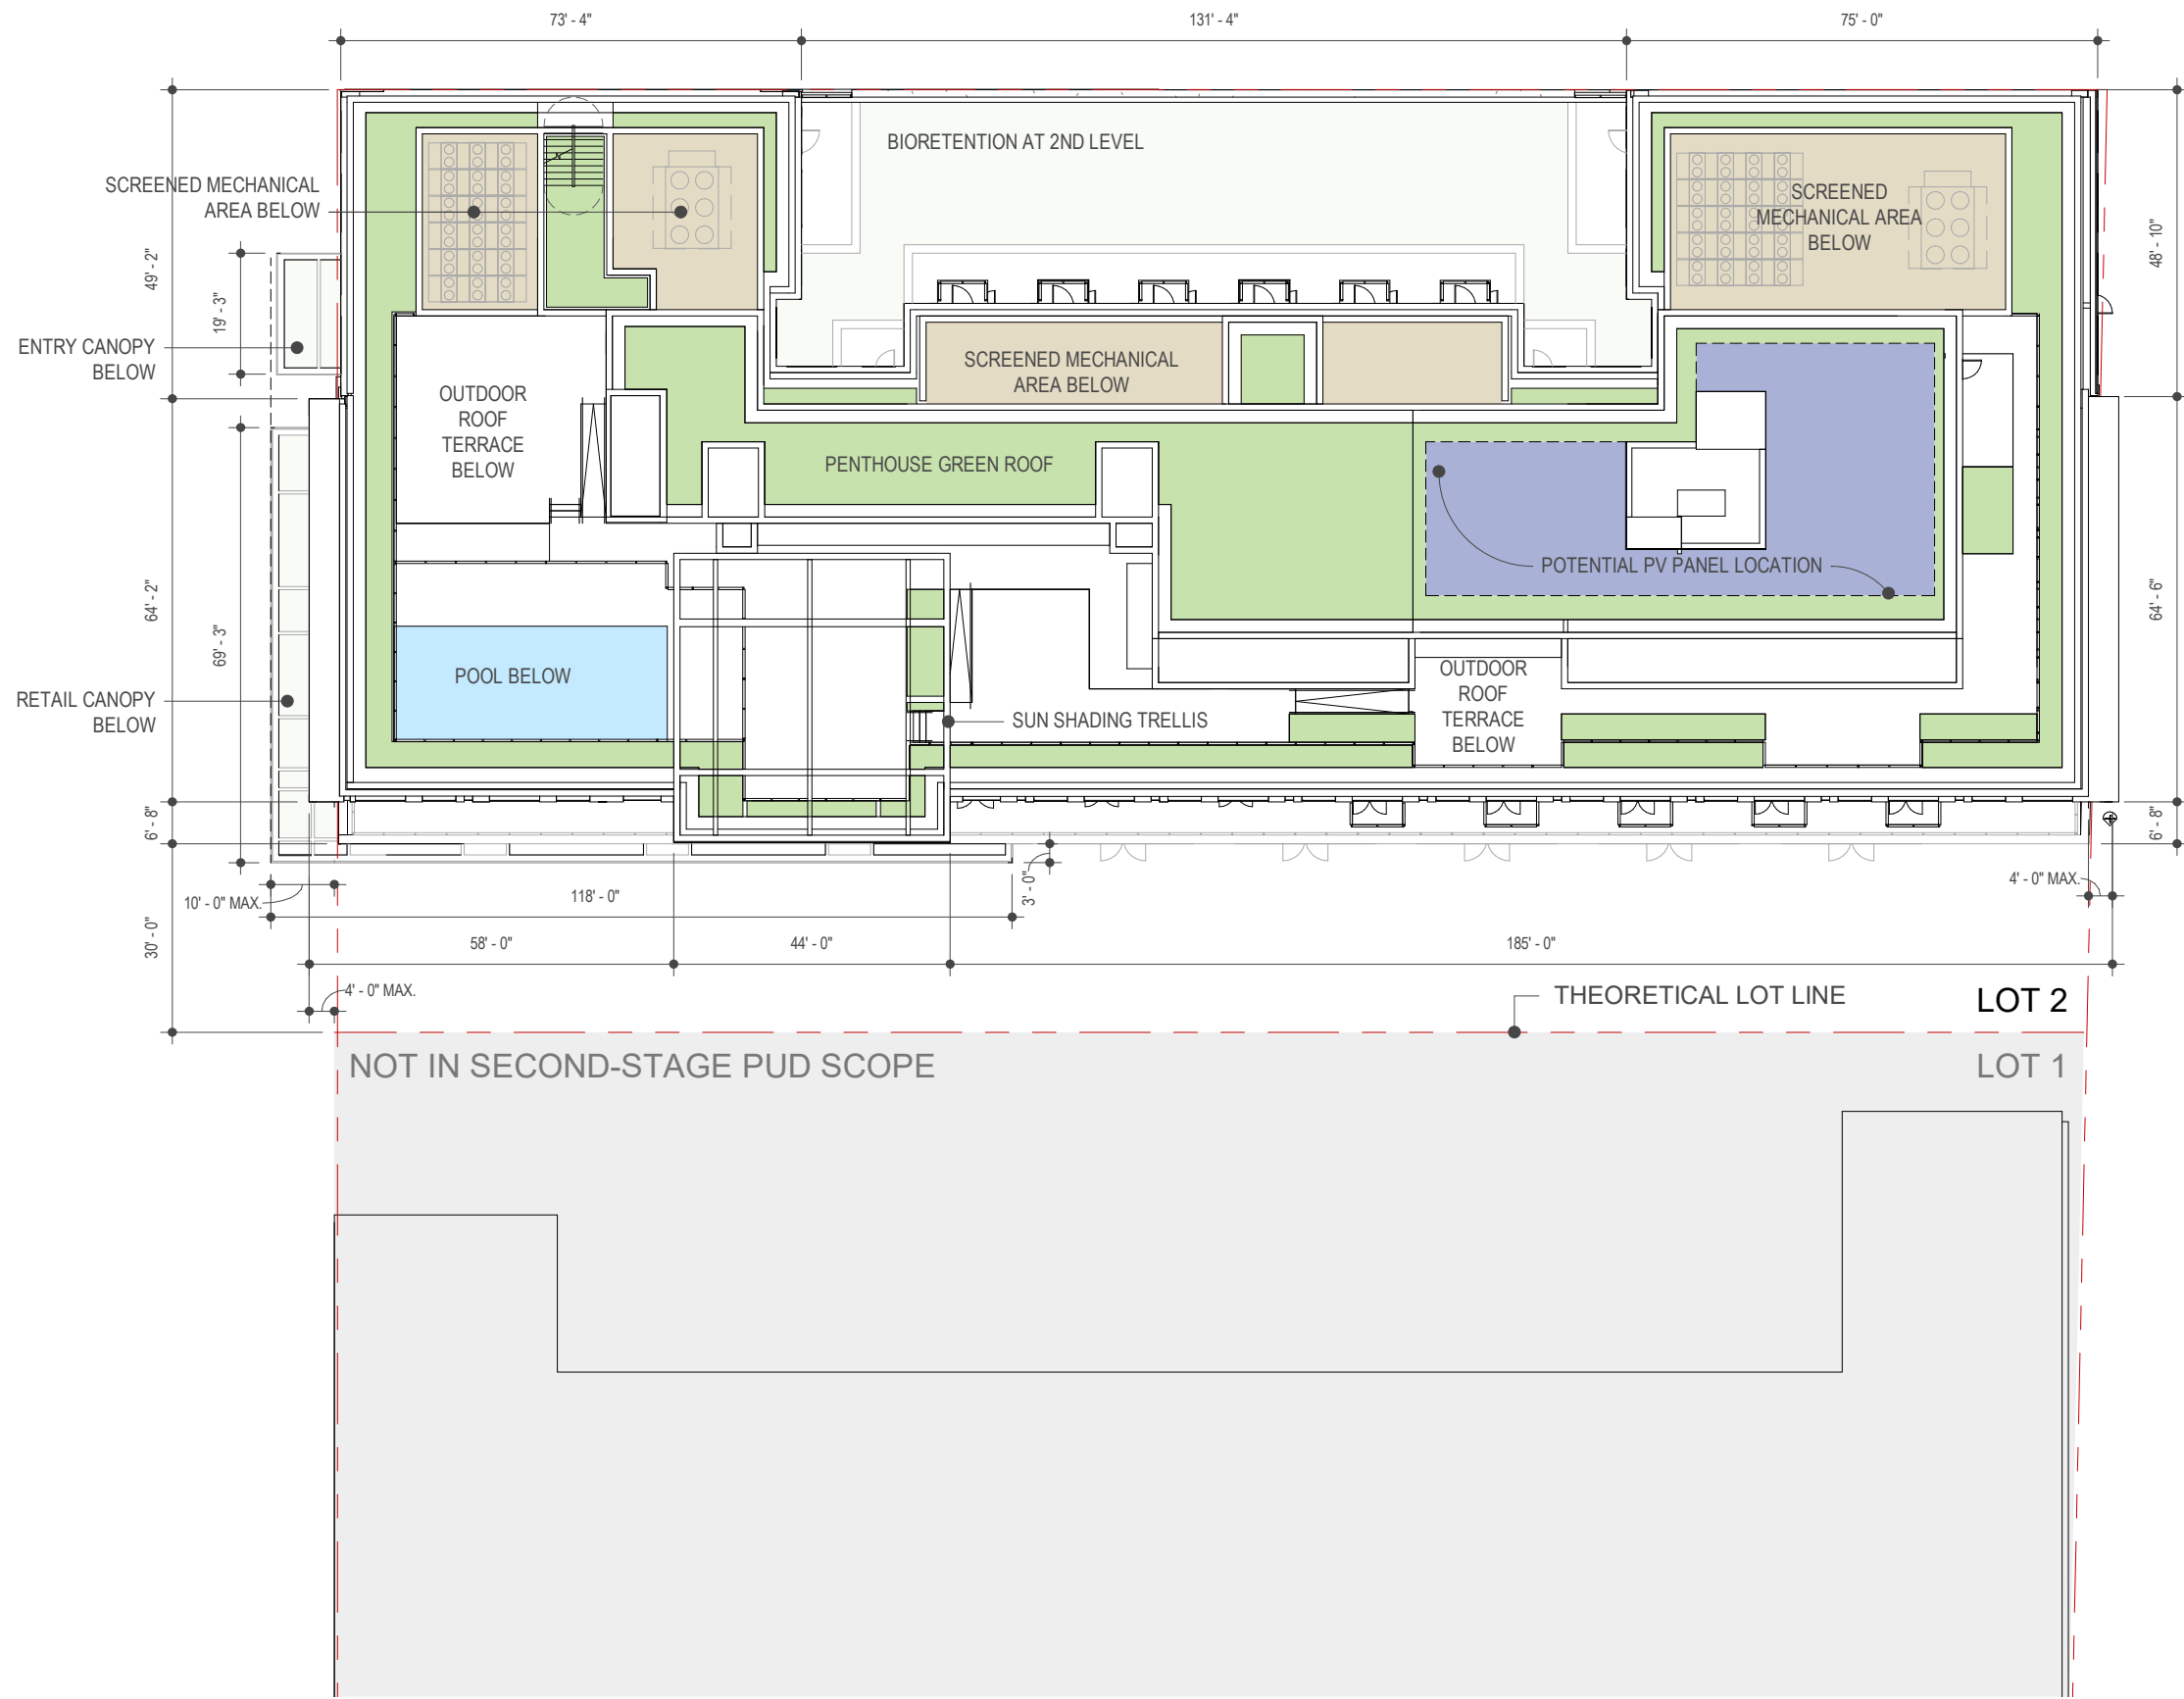 73' - 4"
131' - 4"
75' - 0"
BIORETENTION AT 2ND LEVEL
SCREENED MECHANICAL
AREA BELOW
SCREENED
MECHANICAL AREA
BELOW
49' - 2"
48' - 10"
19' - 3"
ENTRY CANOPY
BELOW
SCREENED MECHANICAL
AREA BELOW
OUTDOOR
ROOF
TERRACE
BELOW
PENTHOUSE GREEN ROOF
POTENTIAL PV PANEL LOCATION
64' - 2"
64' - 6"
69' - 3"
POOL BELOW
RETAIL CANOPY
BELOW
SUN SHADING TRELLIS
OUTDOOR
ROOF
TERRACE
BELOW
6' - 8"
6' - 8"
3' - 0"
10' - 0" MAX.
118' - 0"
4' - 0" MAX.
30' - 0"
58' - 0"
44' - 0"
185' - 0"
4' - 0" MAX.
THEORETICAL LOT LINE
LOT 2
NOT IN SECOND-STAGE PUD SCOPE
LOT 1